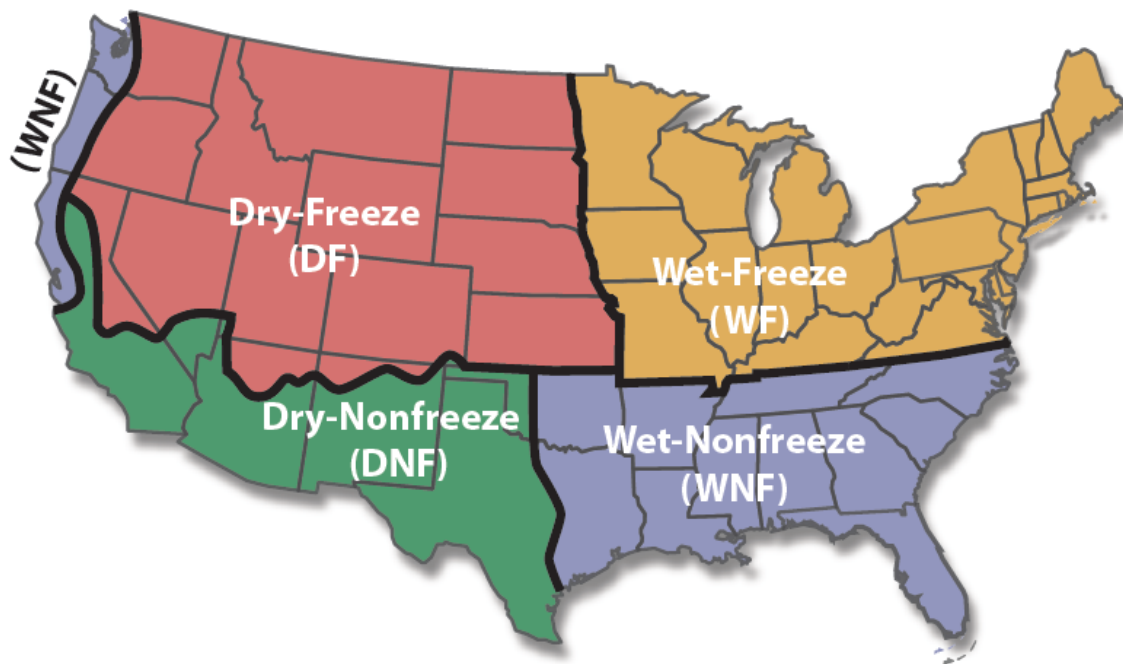 (WNF)
Dry-Freeze
(DF)
Wet-Freeze
(WF)
Dry-Nonfreeze
(DNF)
Wet-Nonfreeze
(WNF)